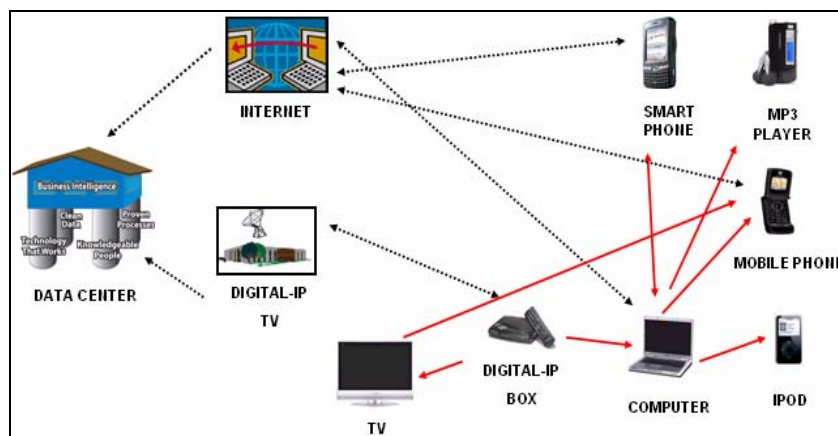 INTERNET
SMART
PHONE
MP3
PLAYER
Business Intelligence
Clean
Data
Proven
Processes
Technology
That Works
Knowledgeable
People
DATA CENTER
DIGITAL-IP
TV
MOBILE PHONE
DIGITAL-IP
BOX
TV
COMPUTER
IPOD